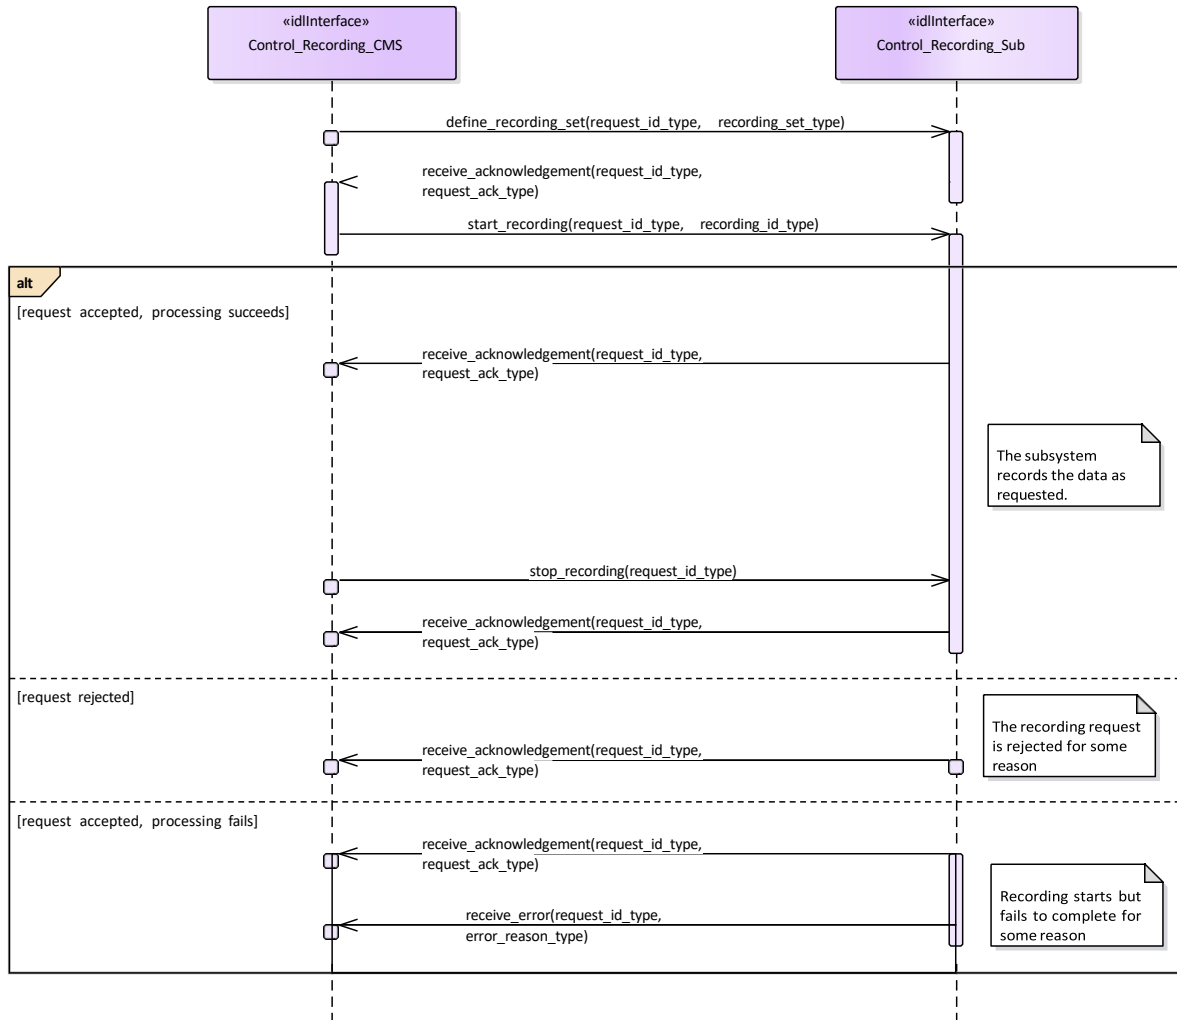 «idlInterface»
Control_Recording_CMS
«idlInterface»
Control_Recording_Sub
define_recording_set(request_id_type, recording_set_type)
receive_acknowledgement(request_id_type,
request_ack_type)
start_recording(request_id_type, recording_id_type)
alt
[request accepted, processing succeeds]
receive_acknowledgement(request_id_type,
request_ack_type)
The subsystem
records the data as
requested.
stop_recording(request_id_type)
receive_acknowledgement(request_id_type,
request_ack_type)
[request rejected]
The recording request
is rejected for some
reason
receive_acknowledgement(request_id_type,
request_ack_type)
[request accepted, processing fails]
receive_acknowledgement(request_id_type,
request_ack_type)
Recording starts but
fails to complete for
some reason
receive_error(request_id_type,
error_reason_type)